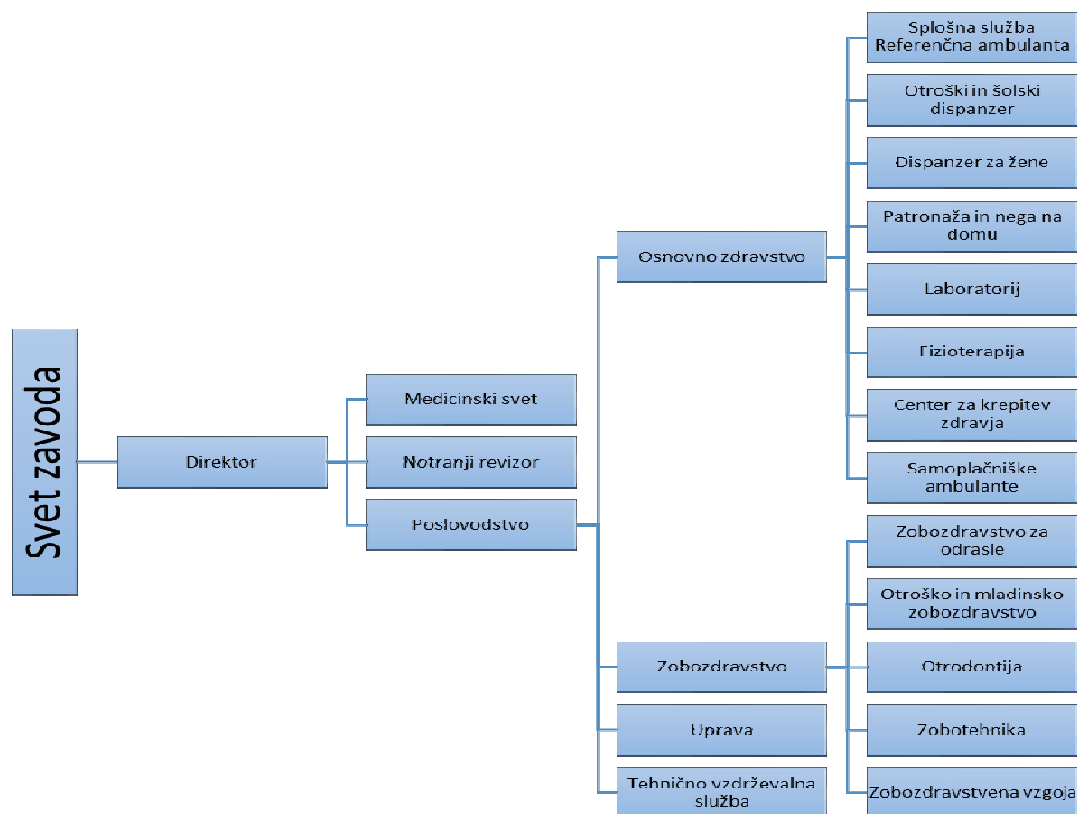 Svet zavoda
Direktor
Medicinski svet
Notranji revizor
Poslovodstvo
Osnovno zdravstvo
Zobozdravstvo
Uprava
Tehnično vzdrževalna
služba
Splošna služba
Referenčna ambulanta
Otroški in šolski
dispanzer
Dispanzer za žene
Patronaža in nega na
domu
Laboratorij
Fizioterapija
Center za krepitev
zdravja
Samoplačniške
ambulante
Zobozdravstvo za
odrasle
Otroško in mladinsko
zobozdravstvo
Otrodontija
Zobotehnika
Zobozdravstvena vzgoja